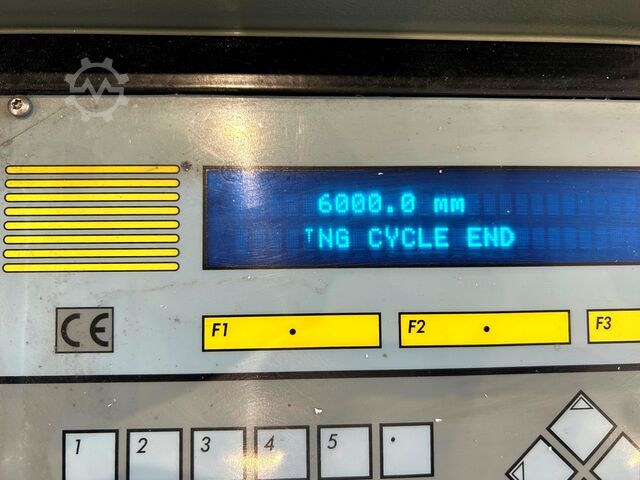 6000.0 mm
NG CYCLE END
CE
F1 F2 F3
1 2 3 4 5 .